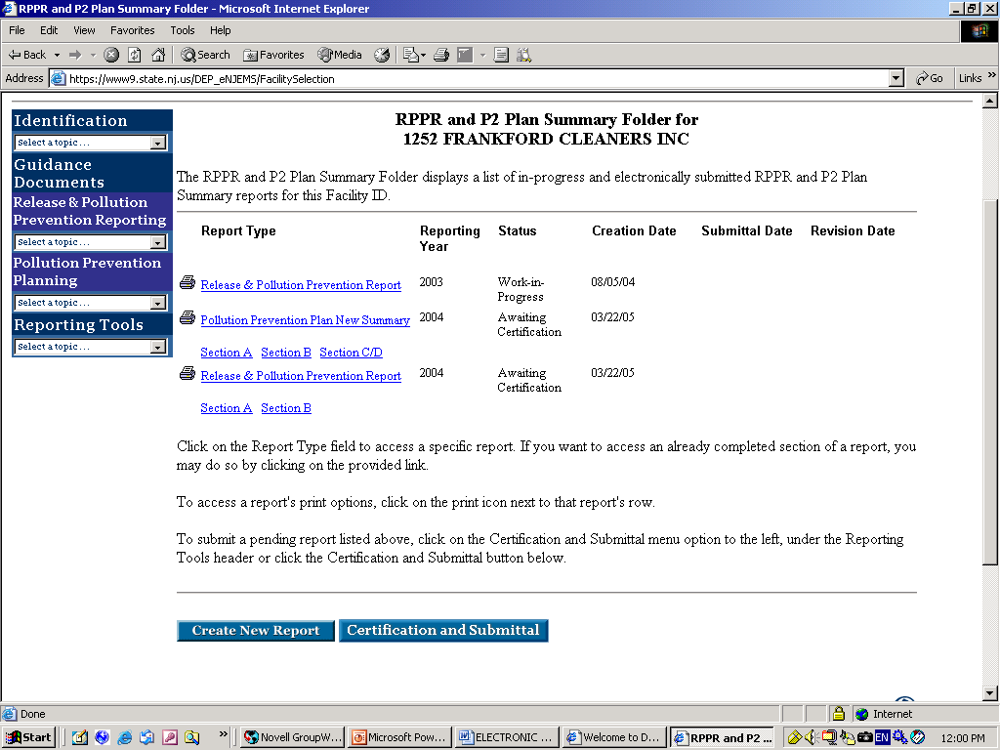 RPPR and P2 Plan Summary Folder - Microsoft Internet Explorer
File Edit View Favorites Tools Help
Back Search Favorites Media
Address https://www9.state.nj.us/DEP_eNJEMS/FacilitySelection Go Links »
Identification
Select a topic...
Guidance
Documents
Release & Pollution
Prevention Reporting
Select a topic...
Pollution Prevention
Planning
Select a topic...
Reporting Tools
Select a topic...
RPPR and P2 Plan Summary Folder for
1252 FRANKFORD CLEANERS INC
The RPPR and P2 Plan Summary Folder displays a list of in-progress and electronically submitted RPPR and P2 Plan
Summary reports for this Facility ID.
Report Type Reporting Year Status Creation Date Submittal Date Revision Date
Release & Pollution Prevention Report 2003 Work-in-Progress 08/05/04
Pollution Prevention Plan New Summary 2004 Awaiting Certification 03/22/05
Section A Section B Section C/D
Release & Pollution Prevention Report 2004 Awaiting Certification 03/22/05
Section A Section B
Click on the Report Type field to access a specific report. If you want to access an already completed section of a report, you
may do so by clicking on the provided link.
To access a report's print options, click on the print icon next to that report's row.
To submit a pending report listed above, click on the Certification and Submittal menu option to the left, under the Reporting
Tools header or click the Certification and Submittal button below.
Create New Report Certification and Submittal
Done Internet
Start » Novell GroupW... Microsoft Pow... ELECTRONIC ... Welcome to D... RPPR and P2 ... EN 12:00 PM